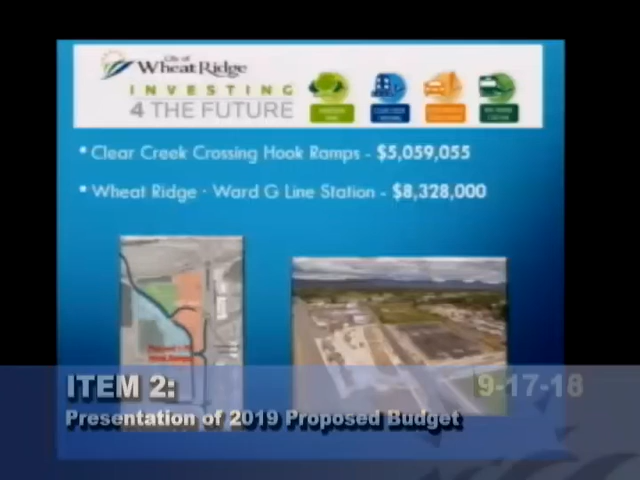 City of
Wheat Ridge
INVESTING
4 THE FUTURE
• Clear Creek Crossing Hook Ramps - $5,059,055
• Wheat Ridge · Ward G Line Station - $8,328,000
ITEM 2:
9-17-18
Presentation of 2019 Proposed Budget